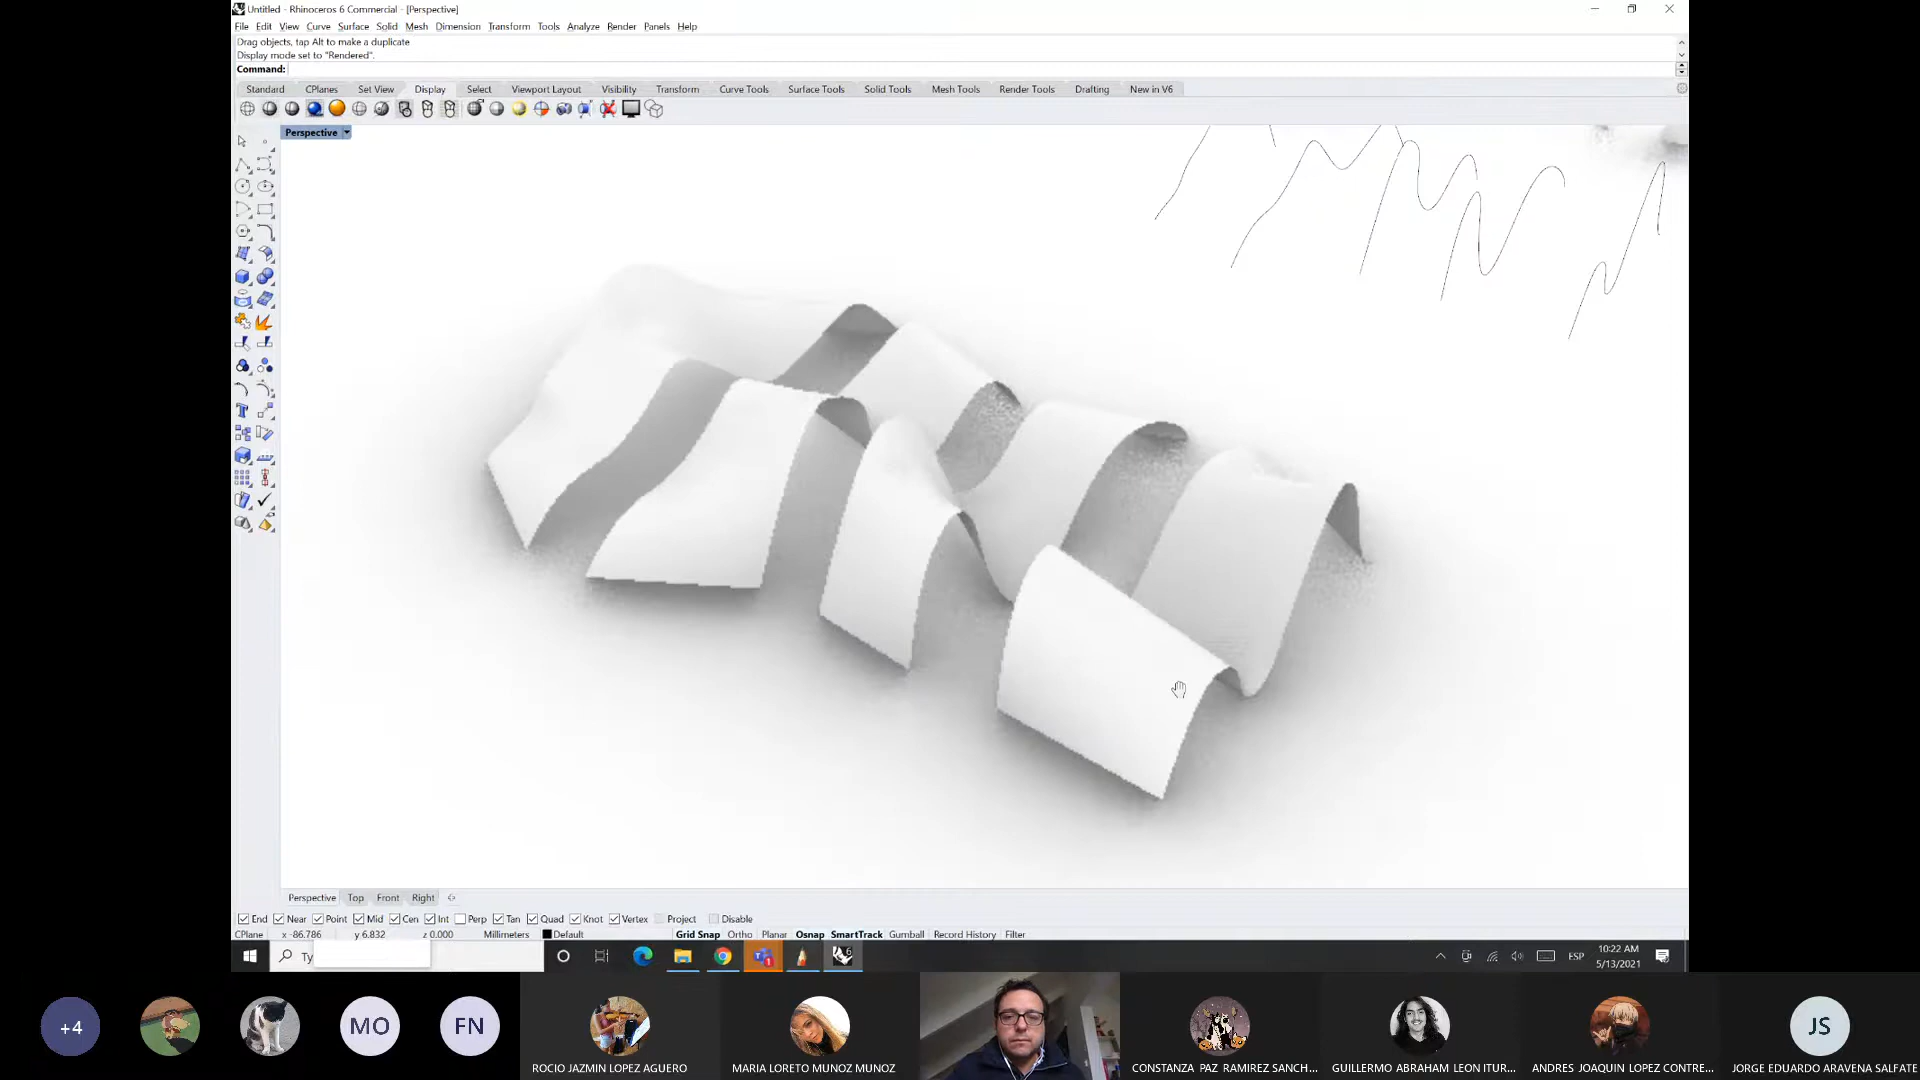 Untitled - Rhinoceros 6 Commercial - [Perspective]
File Edit View Curve Surface Solid Mesh Dimension Transform Tools Analyze Render Panels Help
Drag objects, tap Alt to make a duplicate
Display mode set to "Rendered".
Command:
Standard CPlanes Set View Display Select Viewport Layout Visibility Transform Curve Tools Surface Tools Solid Tools Mesh Tools Render Tools Drafting New in V6
Perspective
Perspective Top Front Right
End Near Point Mid Cen Int Perp Tan Quad Knot Vertex Project Disable
CPlane x -86.786 y 6.832 z 0.000 Millimeters Default Grid Snap Ortho Planar Osnap SmartTrack Gumball Record History Filter
Ty
ESP
10:22 AM
5/13/2021
+4 MO FN JS
ROCIO JAZMIN LOPEZ AGUERO
MARIA LORETO MUNOZ MUNOZ
CONSTANZA PAZ RAMIREZ SANCH...
GUILLERMO ABRAHAM LEON ITUR...
ANDRES JOAQUIN LOPEZ CONTRE...
JORGE EDUARDO ARAVENA SALFATE